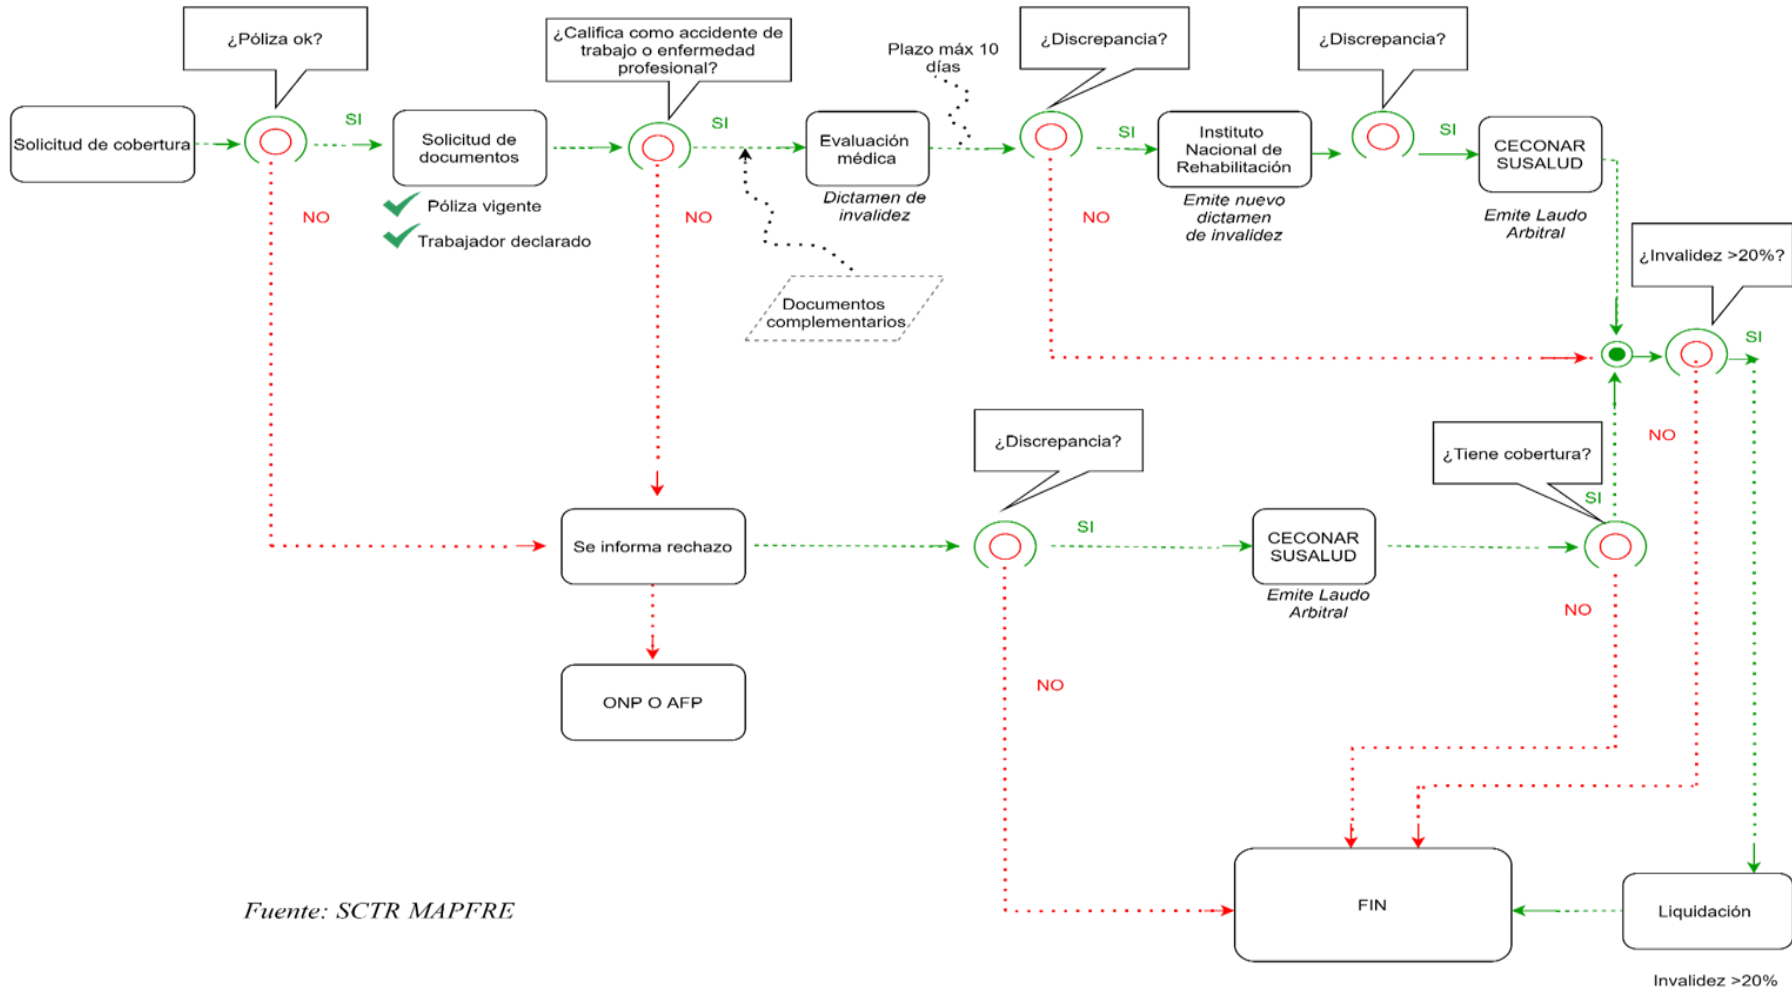 ¿Póliza ok?
¿Califica como accidente de
trabajo o enfermedad
profesional?
Plazo máx 10
días
¿Discrepancia?
¿Discrepancia?
Solicitud de cobertura
SI
Solicitud de
documentos
SI
Evaluación
médica
SI
Instituto
Nacional de
Rehabilitación
SI
CECONAR
SUSALUD
NO
Póliza vigente
Trabajador declarado
NO
Dictamen de
invalidez
NO
Emite nuevo
dictamen
de invalidez
Emite Laudo
Arbitral
¿Invalidez >20%?
Documentos
complementarios
SI
¿Discrepancia?
¿Tiene cobertura?
NO
Se informa rechazo
SI
CECONAR
SUSALUD
SI
Emite Laudo
Arbitral
NO
ONP O AFP
NO
Fuente: SCTR MAPFRE
FIN
Liquidación
Invalidez >20%